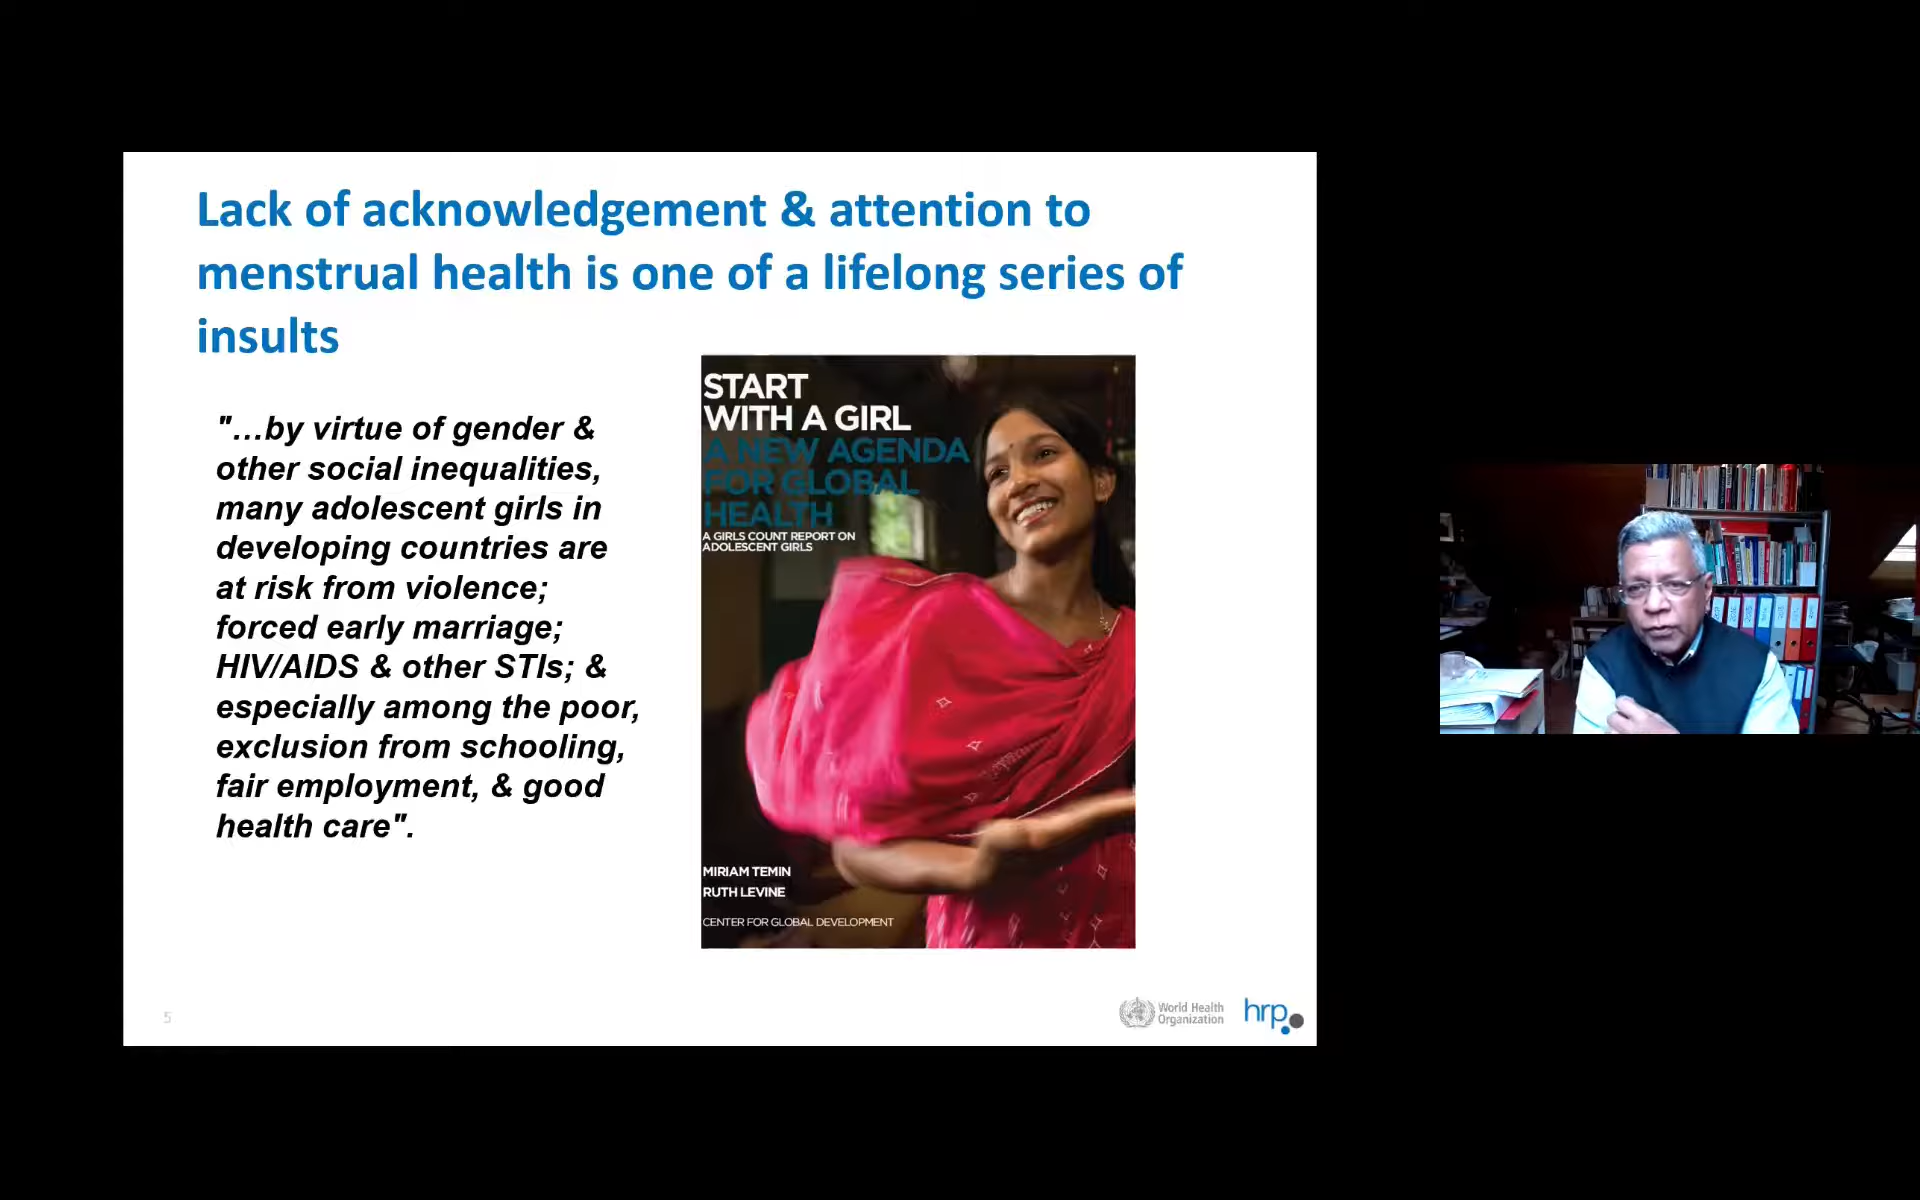 Lack of acknowledgement & attention to
menstrual health is one of a lifelong series of
insults
"…by virtue of gender &
other social inequalities,
many adolescent girls in
developing countries are
at risk from violence;
forced early marriage;
HIV/AIDS & other STIs; &
especially among the poor,
exclusion from schooling,
fair employment, & good
health care".
START
WITH A GIRL
A NEW AGENDA
FOR GLOBAL
HEALTH
A GIRLS COUNT REPORT ON
ADOLESCENT GIRLS
MIRIAM TEMIN
RUTH LEVINE
CENTER FOR GLOBAL DEVELOPMENT
5
World Health
Organization
hrp